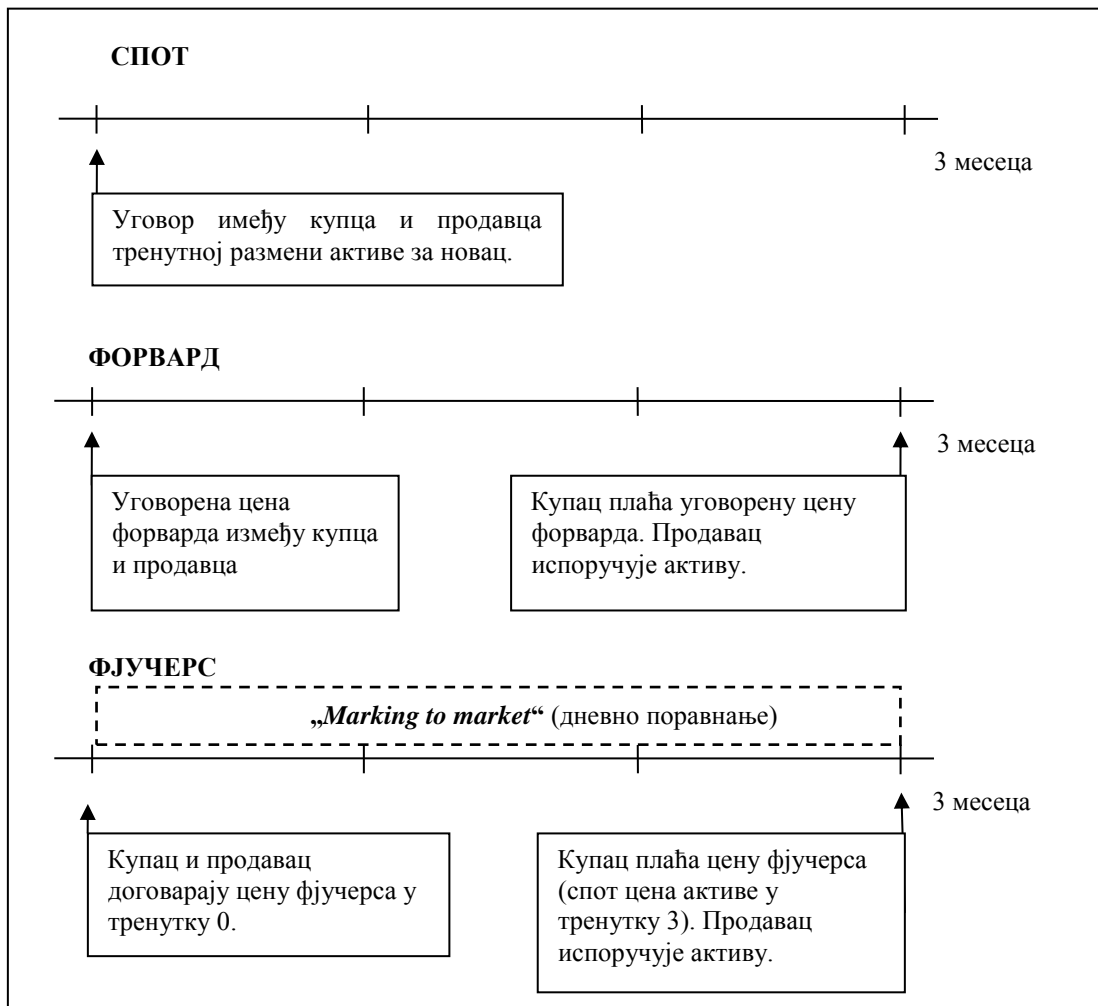 СПОТ
3 месеца
Уговор имеђу купца и продавца
тренутној размени активе за новац.
ФОРВАРД
3 месеца
Уговорена цена
форварда између купца
и продавца
Купац плаћа уговорену цену
форварда. Продавац
испоручује активу.
ФЈУЧЕРС
„Marking to market“ (дневно поравнање)
3 месеца
Купац и продавац
договарају цену фјучерса у
тренутку 0.
Купац плаћа цену фјучерса
(спот цена активе у
тренутку 3). Продавац
испоручује активу.